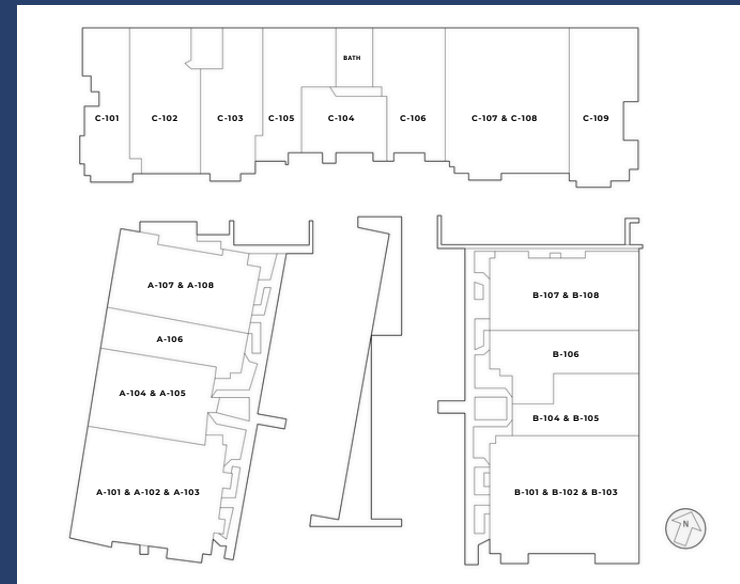 BATH
C-101
C-102
C-103
C-105
C-104
C-106
C-107 & C-108
C-109
A-107 & A-108
A-106
A-104 & A-105
A-101 & A-102 & A-103
B-107 & B-108
B-106
B-104 & B-105
B-101 & B-102 & B-103
N